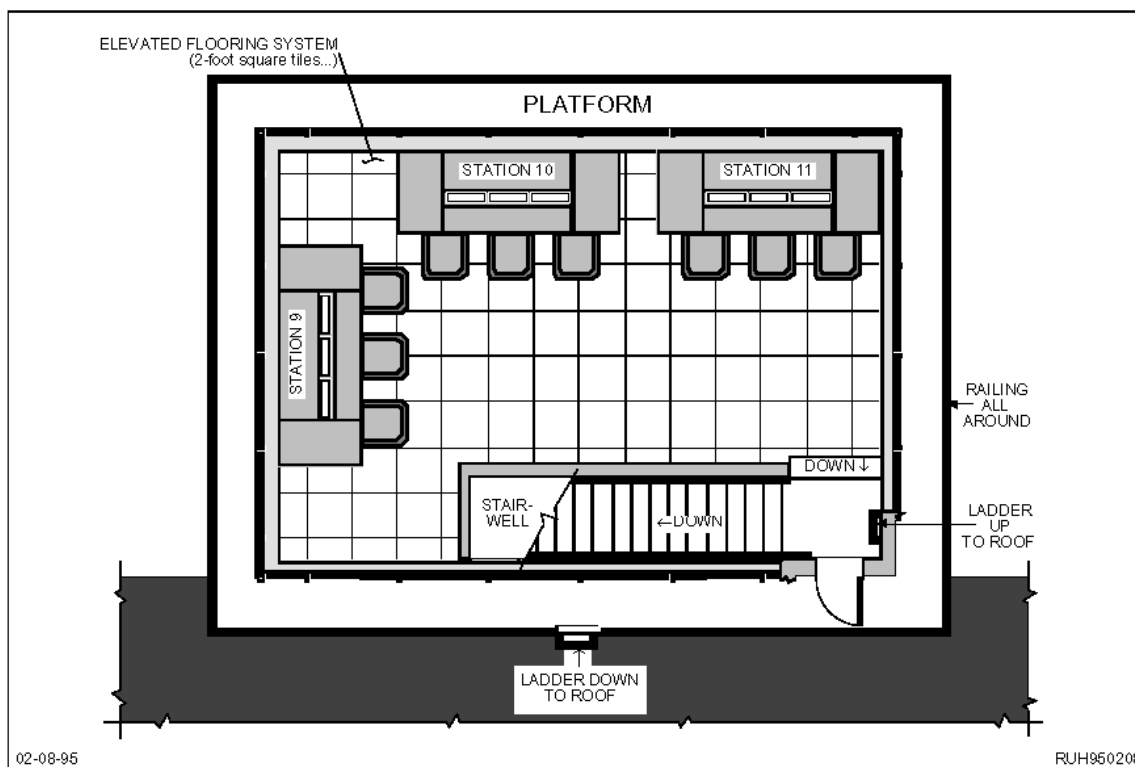 ELEVATED FLOORING SYSTEM
(2-foot square tiles...)
PLATFORM
STATION 10
STATION 11
STATION 9
RAILING
ALL
AROUND
DOWN↓
STAIR-
WELL
←DOWN
LADDER
UP
TO ROOF
LADDER DOWN
TO ROOF
02-08-95
RUH950208